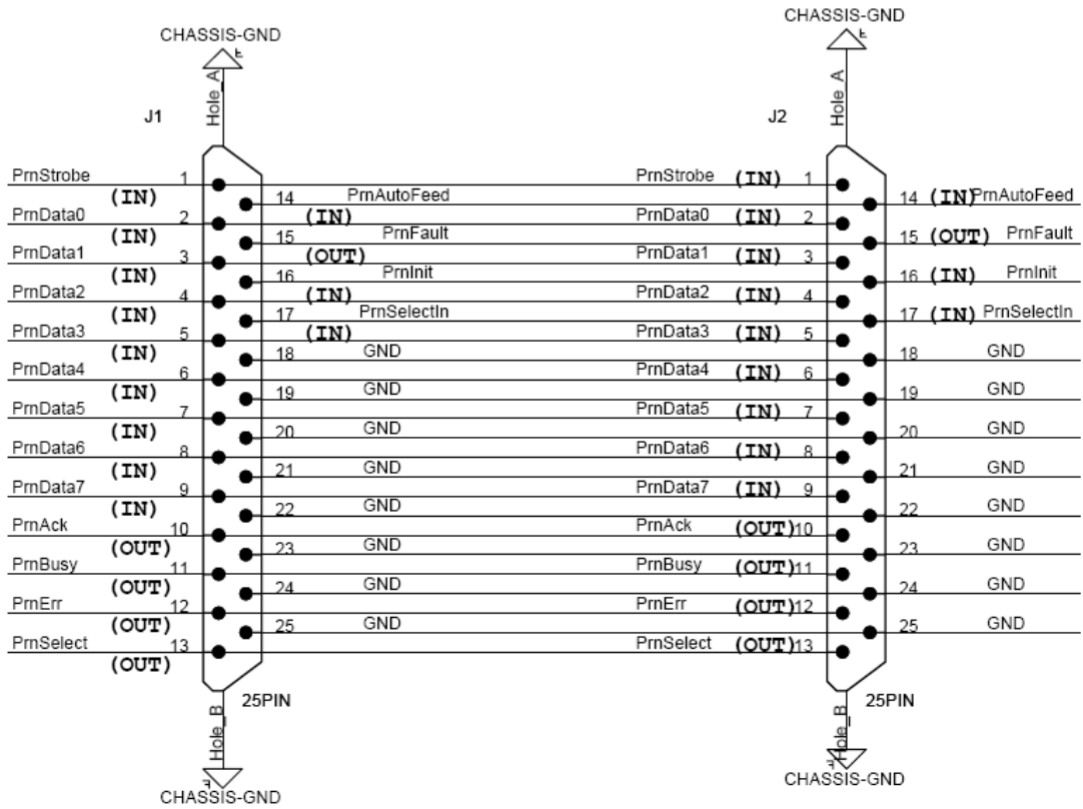 CHASSIS-GND
CHASSIS-GND
Hole_A
Hole_A
J1
J2
PrnStrobe 1 PrnStrobe (IN) 1
(IN) 14 PrnAutoFeed 14 (IN) PrnAutoFeed
PrnData0 2 (IN) PrnData0 (IN) 2
(IN) 15 PrnFault 15 (OUT) PrnFault
PrnData1 3 (OUT) PrnData1 (IN) 3
(IN) 16 PrnInit 16 (IN) PrnInit
PrnData2 4 (IN) PrnData2 (IN) 4
(IN) 17 PrnSelectIn 17 (IN) PrnSelectIn
PrnData3 5 (IN) PrnData3 (IN) 5
(IN) 18 GND 18 GND
PrnData4 6 PrnData4 (IN) 6
(IN) 19 GND 19 GND
PrnData5 7 PrnData5 (IN) 7
(IN) 20 GND 20 GND
PrnData6 8 PrnData6 (IN) 8
(IN) 21 GND 21 GND
PrnData7 9 PrnData7 (IN) 9
(IN) 22 GND 22 GND
PrnAck 10 PrnAck (OUT) 10
(OUT) 23 GND 23 GND
PrnBusy 11 PrnBusy (OUT) 11
(OUT) 24 GND 24 GND
PrnErr 12 PrnErr (OUT) 12
(OUT) 25 GND 25 GND
PrnSelect 13 PrnSelect (OUT) 13
(OUT)
25PIN
25PIN
Hole_B
Hole_B
CHASSIS-GND
CHASSIS-GND